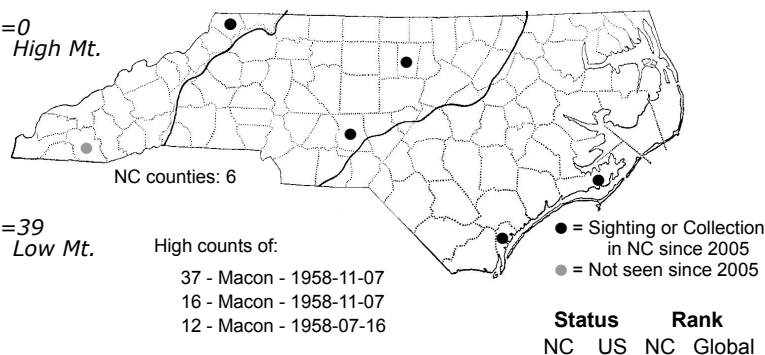 =0
High Mt.
NC counties: 6
=39
Low Mt.
High counts of:
37 - Macon - 1958-11-07
16 - Macon - 1958-11-07
12 - Macon - 1958-07-16
● = Sighting or Collection
in NC since 2005
● = Not seen since 2005
Status Rank
NC US NC Global